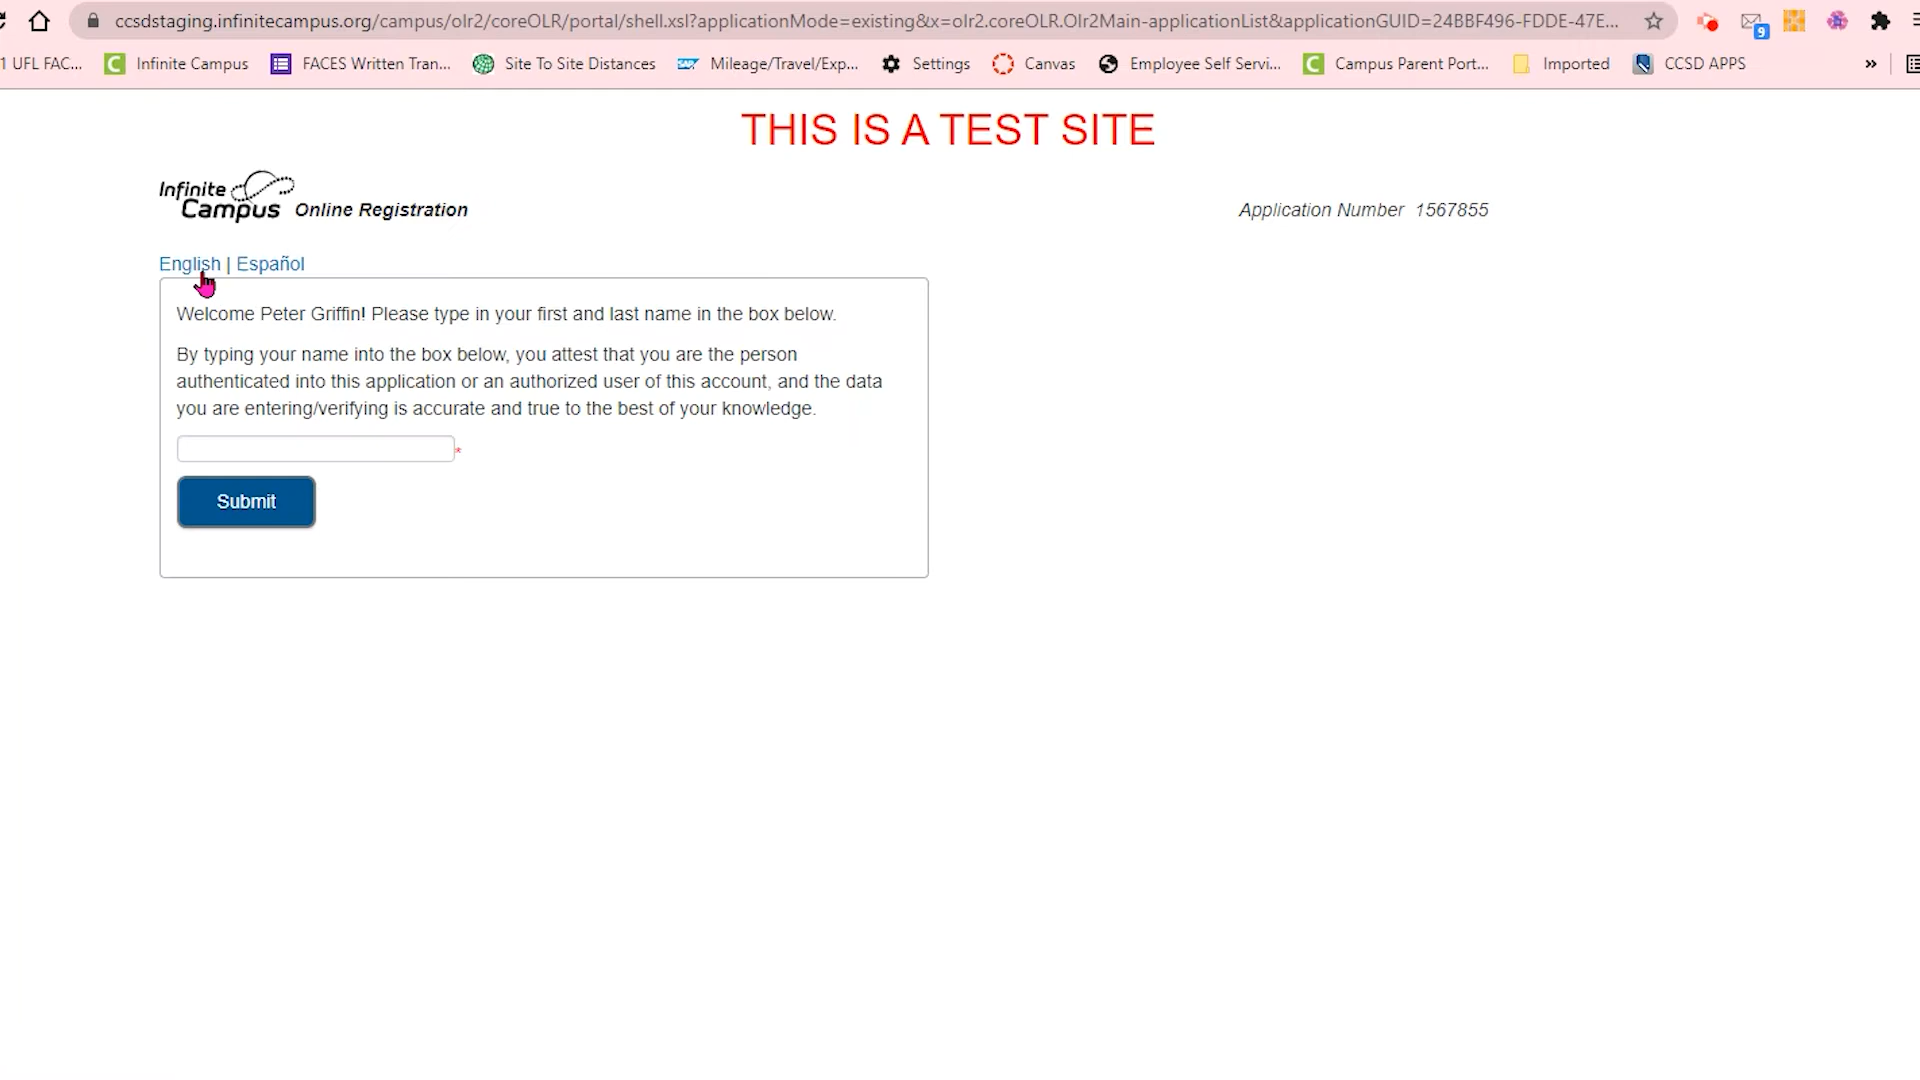 ccsdstaging.infinitecampus.org/campus/olr2/coreOLR/portal/shell.xsl?applicationMode=existing&x=olr2.coreOLR.Olr2Main-applicationList&applicationGUID=24BBF496-FDDE-47E...
9
1 UFL FAC... Infinite Campus FACES Written Tran... Site To Site Distances Mileage/Travel/Exp... Settings Canvas Employee Self Servi... Campus Parent Port... Imported CCSD APPS »
THIS IS A TEST SITE
Infinite Campus Online Registration Application Number 1567855
English | Español
Welcome Peter Griffin! Please type in your first and last name in the box below.
By typing your name into the box below, you attest that you are the person
authenticated into this application or an authorized user of this account, and the data
you are entering/verifying is accurate and true to the best of your knowledge.
*
Submit